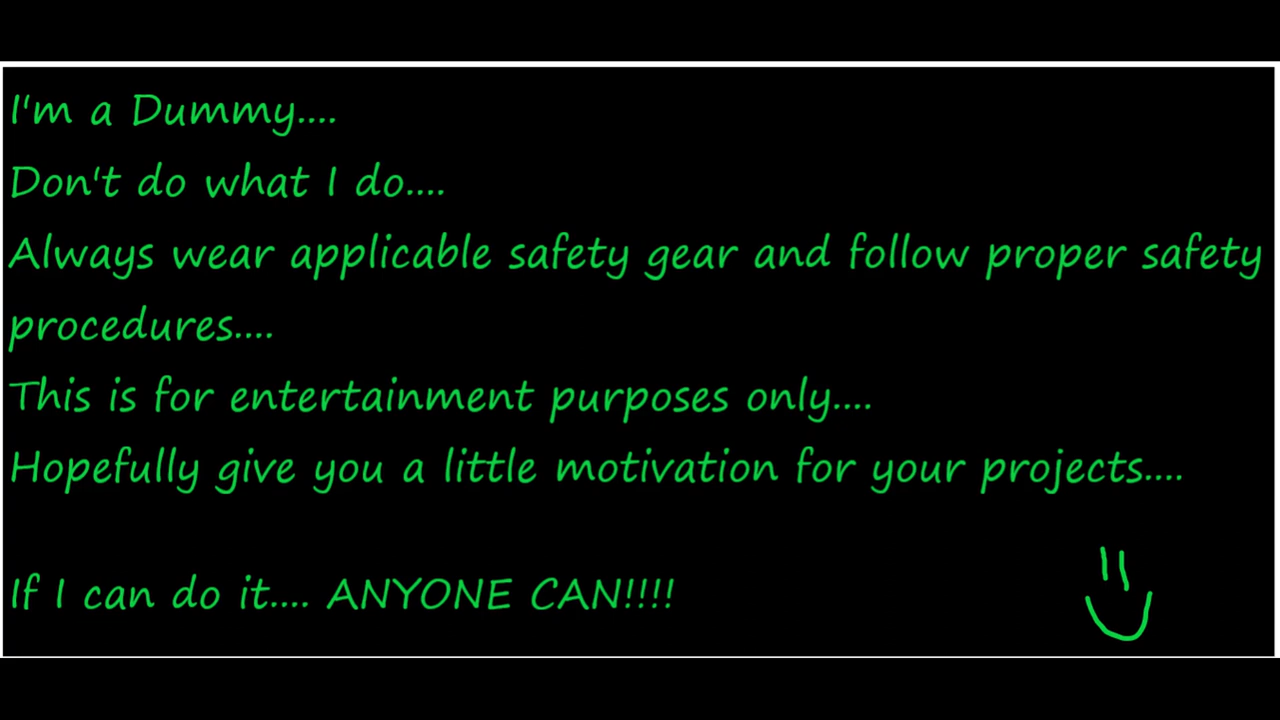 I'm a Dummy....
Don't do what I do....
Always wear applicable safety gear and follow proper safety
procedures....
This is for entertainment purposes only....
Hopefully give you a little motivation for your projects....
If I can do it.... ANYONE CAN!!!!